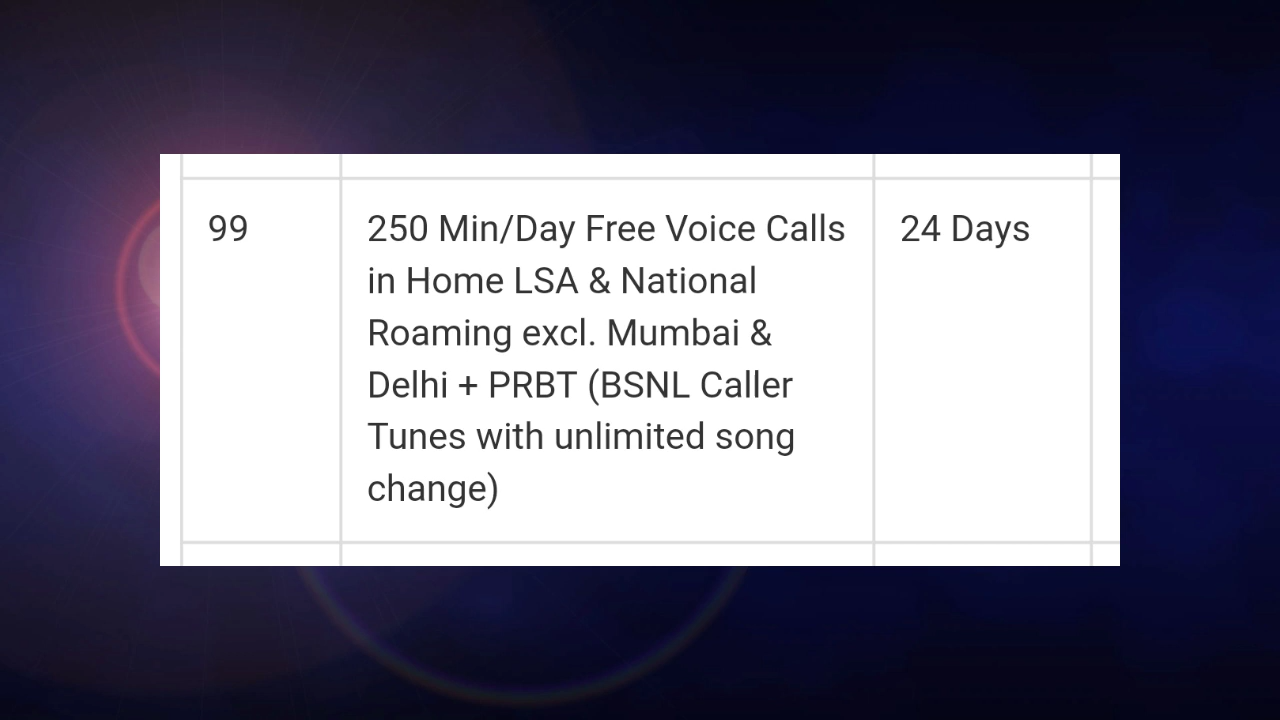 99
250 Min/Day Free Voice Calls
in Home LSA & National
Roaming excl. Mumbai &
Delhi + PRBT (BSNL Caller
Tunes with unlimited song
change)
24 Days